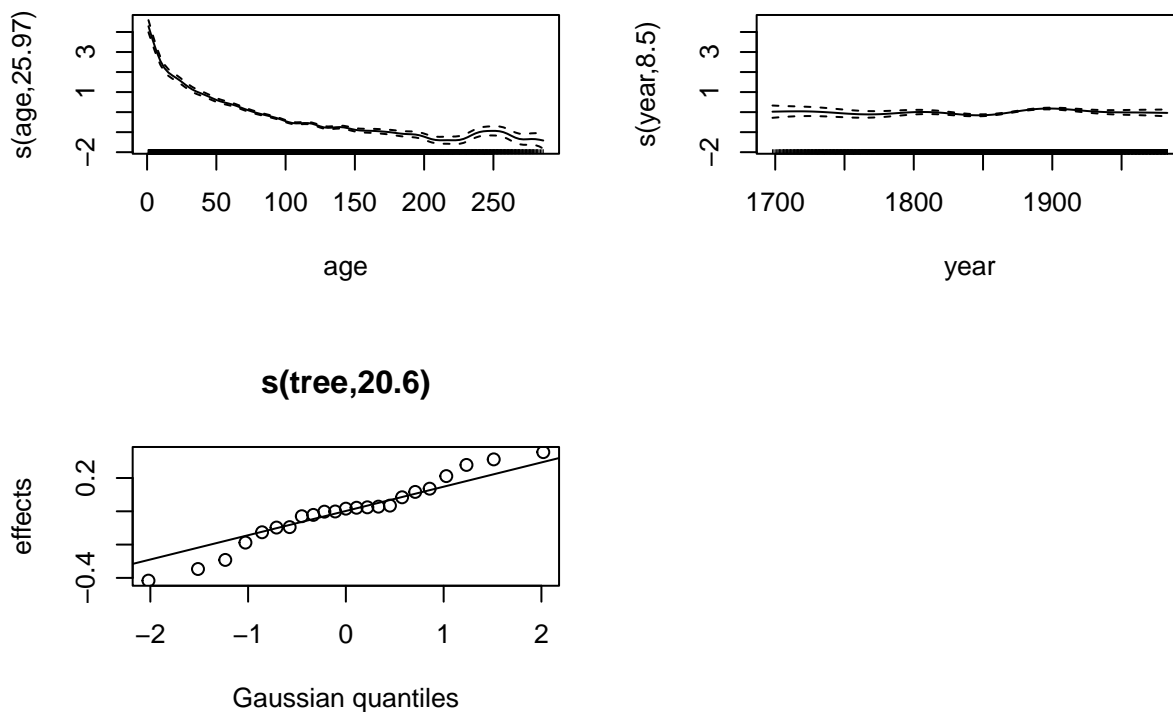 s(age,25.97)
3
1
−2
0 50 100 150 200 250
age
s(year,8.5)
3
1
−2
1700 1800 1900
year
s(tree,20.6)
effects
0.2
−0.4
−2 −1 0 1 2
Gaussian quantiles